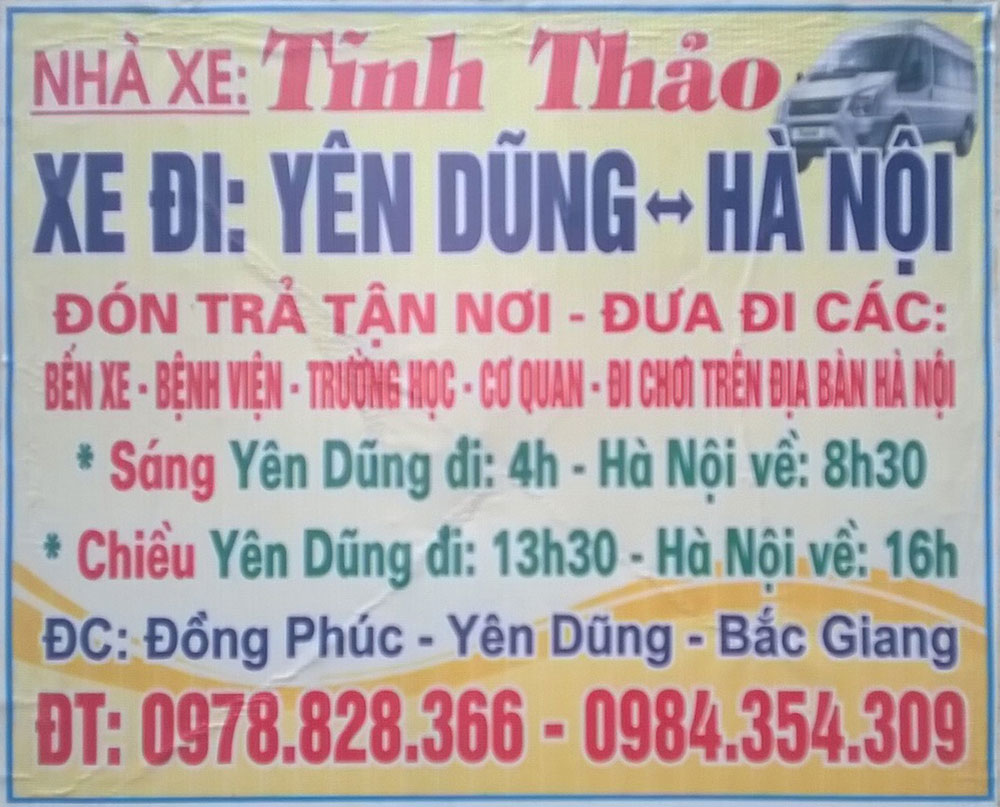 NHÀ XE: Tĩnh Thảo
XE ĐI: YÊN DŨNG ↔ HÀ NỘI
ĐÓN TRẢ TẬN NƠI - ĐƯA ĐI CÁC:
BẾN XE - BỆNH VIỆN - TRƯỜNG HỌC - CƠ QUAN - ĐI CHƠI TRÊN ĐỊA BÀN HÀ NỘI
* Sáng Yên Dũng đi: 4h - Hà Nội về: 8h30
* Chiều Yên Dũng đi: 13h30 - Hà Nội về: 16h
ĐC: Đồng Phúc - Yên Dũng - Bắc Giang
ĐT: 0978.828.366 - 0984.354.309